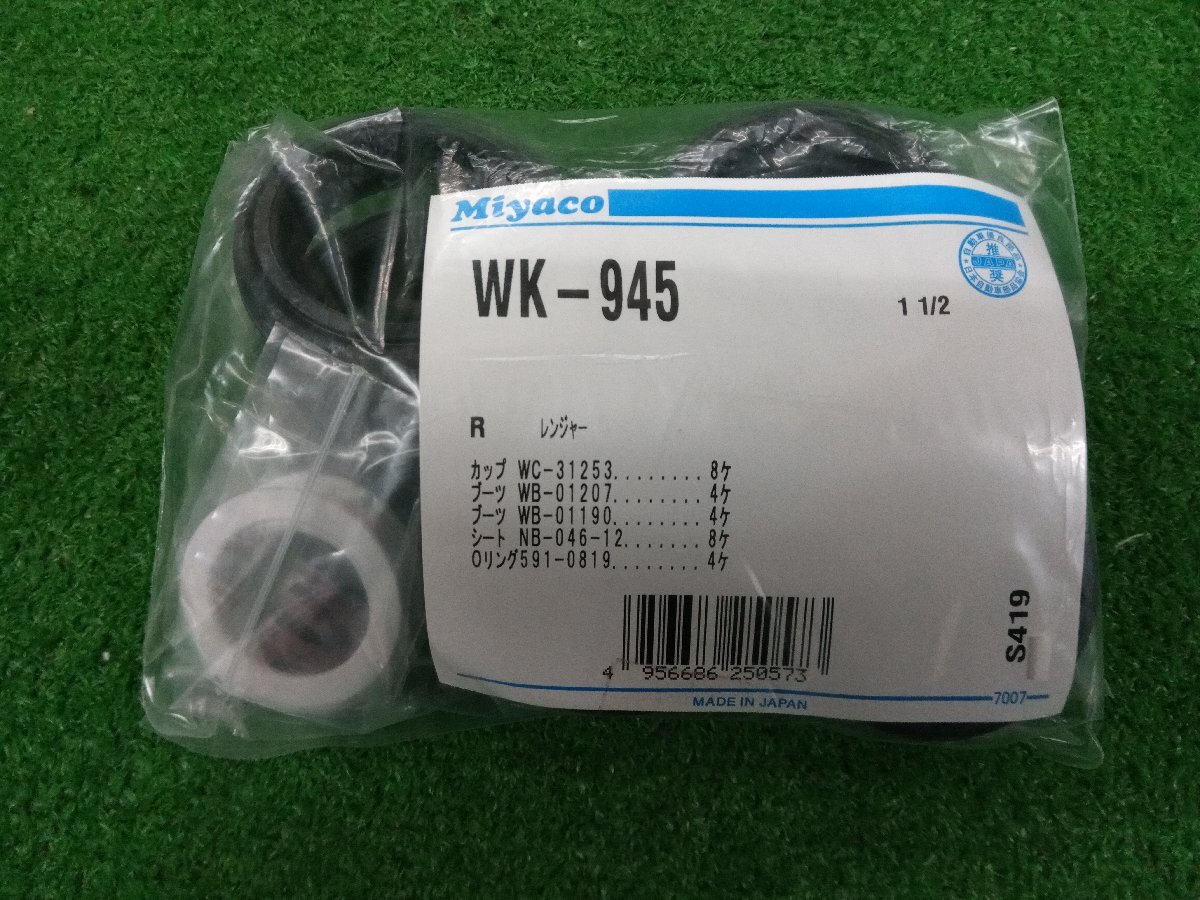 Miyaco
WK-945
1 1/2
推
JAPA
奨
R レンジャー
カップ WC-31253........8ケ
ブーツ WB-01207........4ケ
ブーツ WB-01190........4ケ
シート NB-046-12.......8ケ
Oリング591-0819........4ケ
S419
4 956686 250573
MADE IN JAPAN
7007